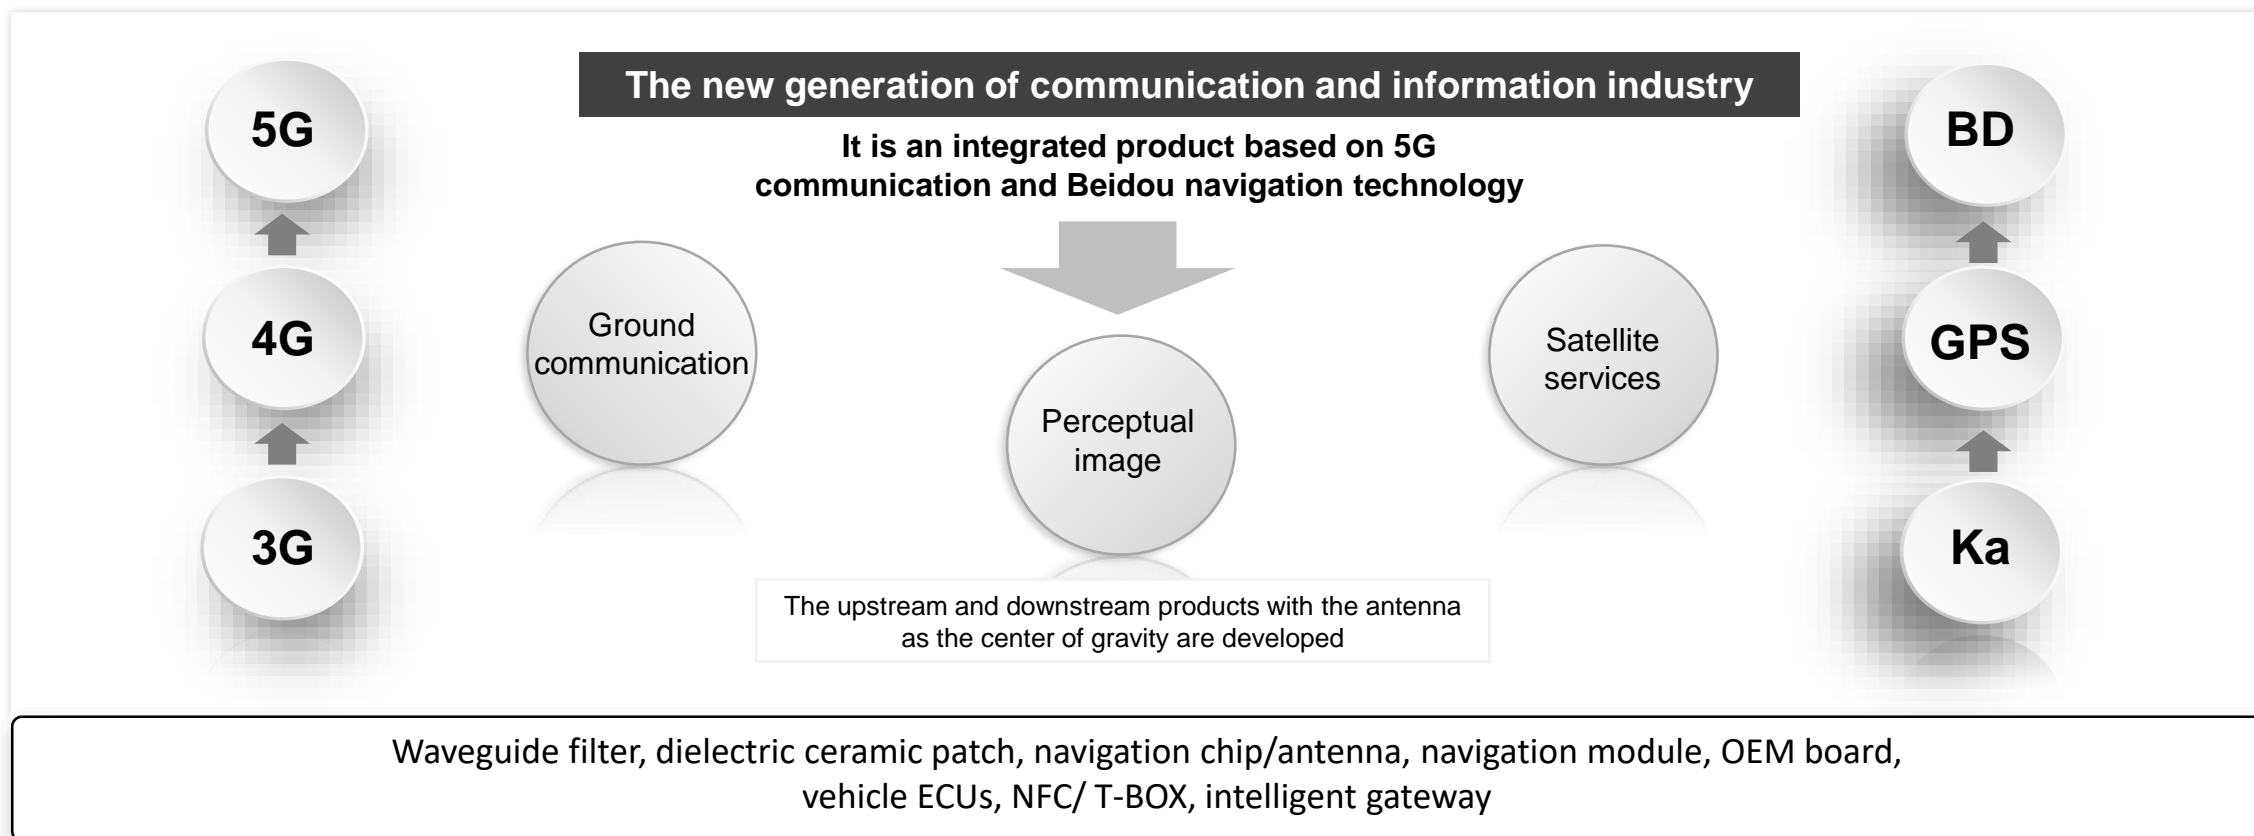 The new generation of communication and information industry
It is an integrated product based on 5G
communication and Beidou navigation technology
5G
4G
3G
Ground
communication
Perceptual
image
Satellite
services
BD
GPS
Ka
The upstream and downstream products with the antenna
as the center of gravity are developed
Waveguide filter, dielectric ceramic patch, navigation chip/antenna, navigation module, OEM board,
vehicle ECUs, NFC/ T-BOX, intelligent gateway